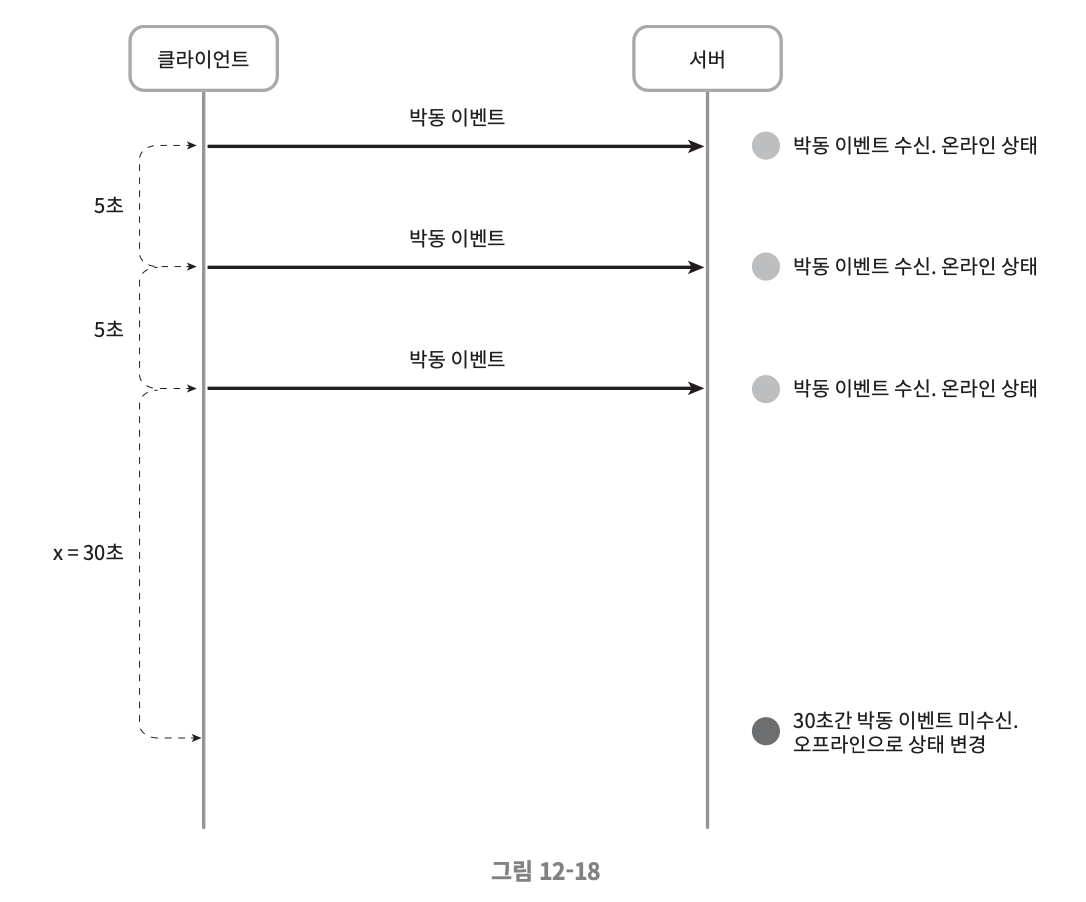 클라이언트
서버
박동 이벤트
박동 이벤트 수신. 온라인 상태
5초
박동 이벤트
박동 이벤트 수신. 온라인 상태
5초
박동 이벤트
박동 이벤트 수신. 온라인 상태
x = 30초
30초간 박동 이벤트 미수신.
오프라인으로 상태 변경
그림 12-18